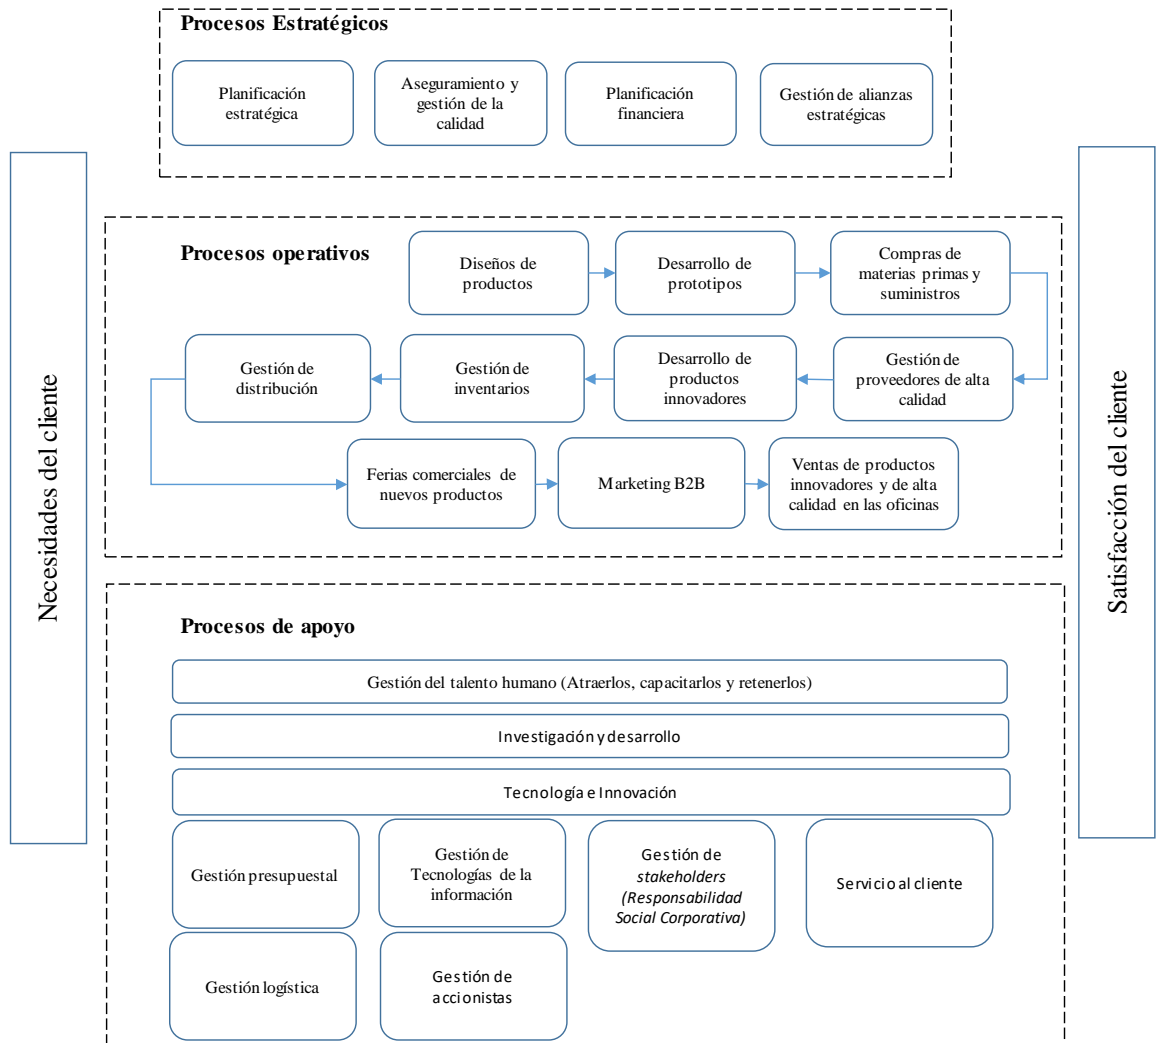 Procesos Estratégicos
Planificación
estratégica
Aseguramiento y
gestión de la
calidad
Planificación
financiera
Gestión de alianzas
estratégicas
Necesidades del cliente
Procesos operativos
Diseños de
productos
Desarrollo de
prototipos
Compras de
materias primas y
suministros
Gestión de
proveedores de alta
calidad
Desarrollo de
productos
innovadores
Gestión de
inventarios
Gestión de
distribución
Ferias comerciales de
nuevos productos
Marketing B2B
Ventas de productos
innovadores y de alta
calidad en las oficinas
Satisfacción del cliente
Procesos de apoyo
Gestión del talento humano (Atraerlos, capacitarlos y retenerlos)
Investigación y desarrollo
Tecnología e Innovación
Gestión presupuestal
Gestión de
Tecnologías de la
información
Gestión de
stakeholders
(Responsabilidad
Social Corporativa)
Servicio al cliente
Gestión logística
Gestión de
accionistas